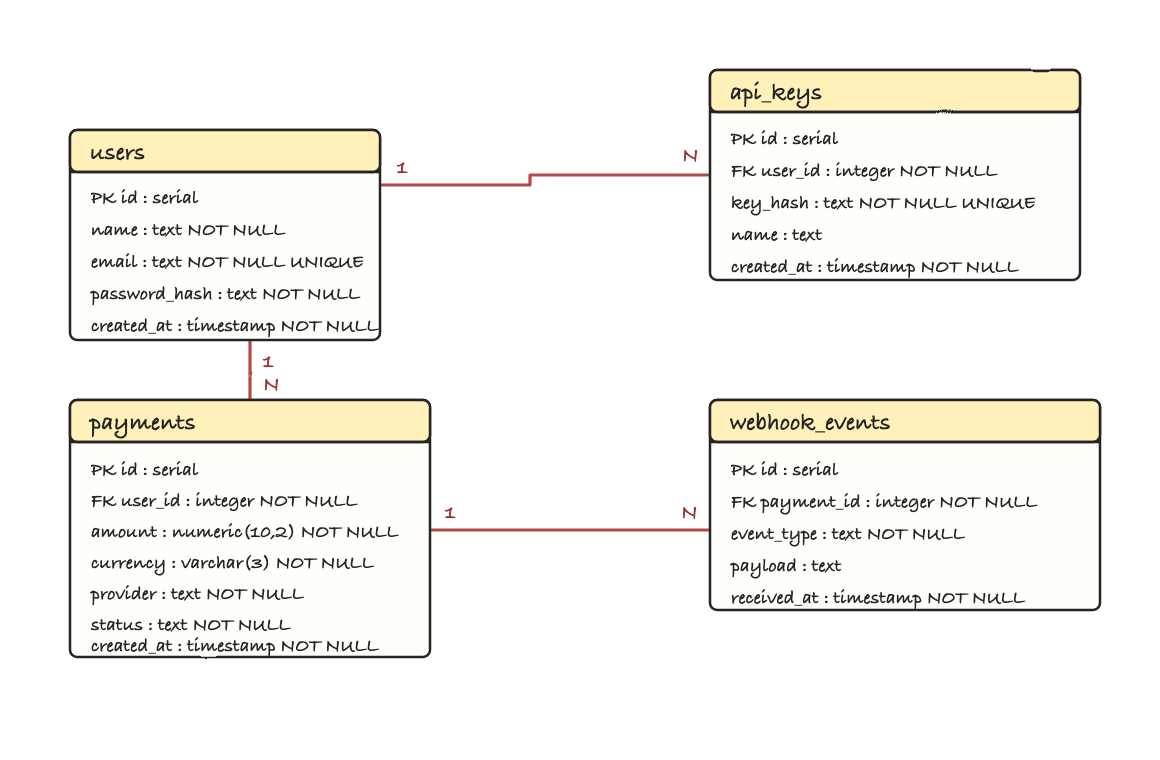 users
PK id : serial
name : text NOT NULL
email : text NOT NULL UNIQUE
password_hash : text NOT NULL
created_at : timestamp NOT NULL
1
N
api_keys
PK id : serial
FK user_id : integer NOT NULL
key_hash : text NOT NULL UNIQUE
name : text
created_at : timestamp NOT NULL
1
N
payments
PK id : serial
FK user_id : integer NOT NULL
amount : numeric(10,2) NOT NULL
currency : varchar(3) NOT NULL
provider : text NOT NULL
status : text NOT NULL
created_at : timestamp NOT NULL
1
N
webhook_events
PK id : serial
FK payment_id : integer NOT NULL
event_type : text NOT NULL
payload : text
received_at : timestamp NOT NULL